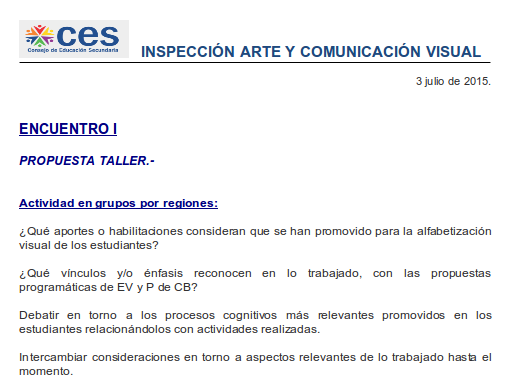 ces
Consejo de Educación Secundaria
INSPECCIÓN ARTE Y COMUNICACIÓN VISUAL
3 julio de 2015.
ENCUENTRO I
PROPUESTA TALLER.-
Actividad en grupos por regiones:
¿Qué aportes o habilitaciones consideran que se han promovido para la alfabetización
visual de los estudiantes?
¿Qué vínculos y/o énfasis reconocen en lo trabajado, con las propuestas
programáticas de EV y P de CB?
Debatir en torno a los procesos cognitivos más relevantes promovidos en los
estudiantes relacionándolos con actividades realizadas.
Intercambiar consideraciones en torno a aspectos relevantes de lo trabajado hasta el
momento.